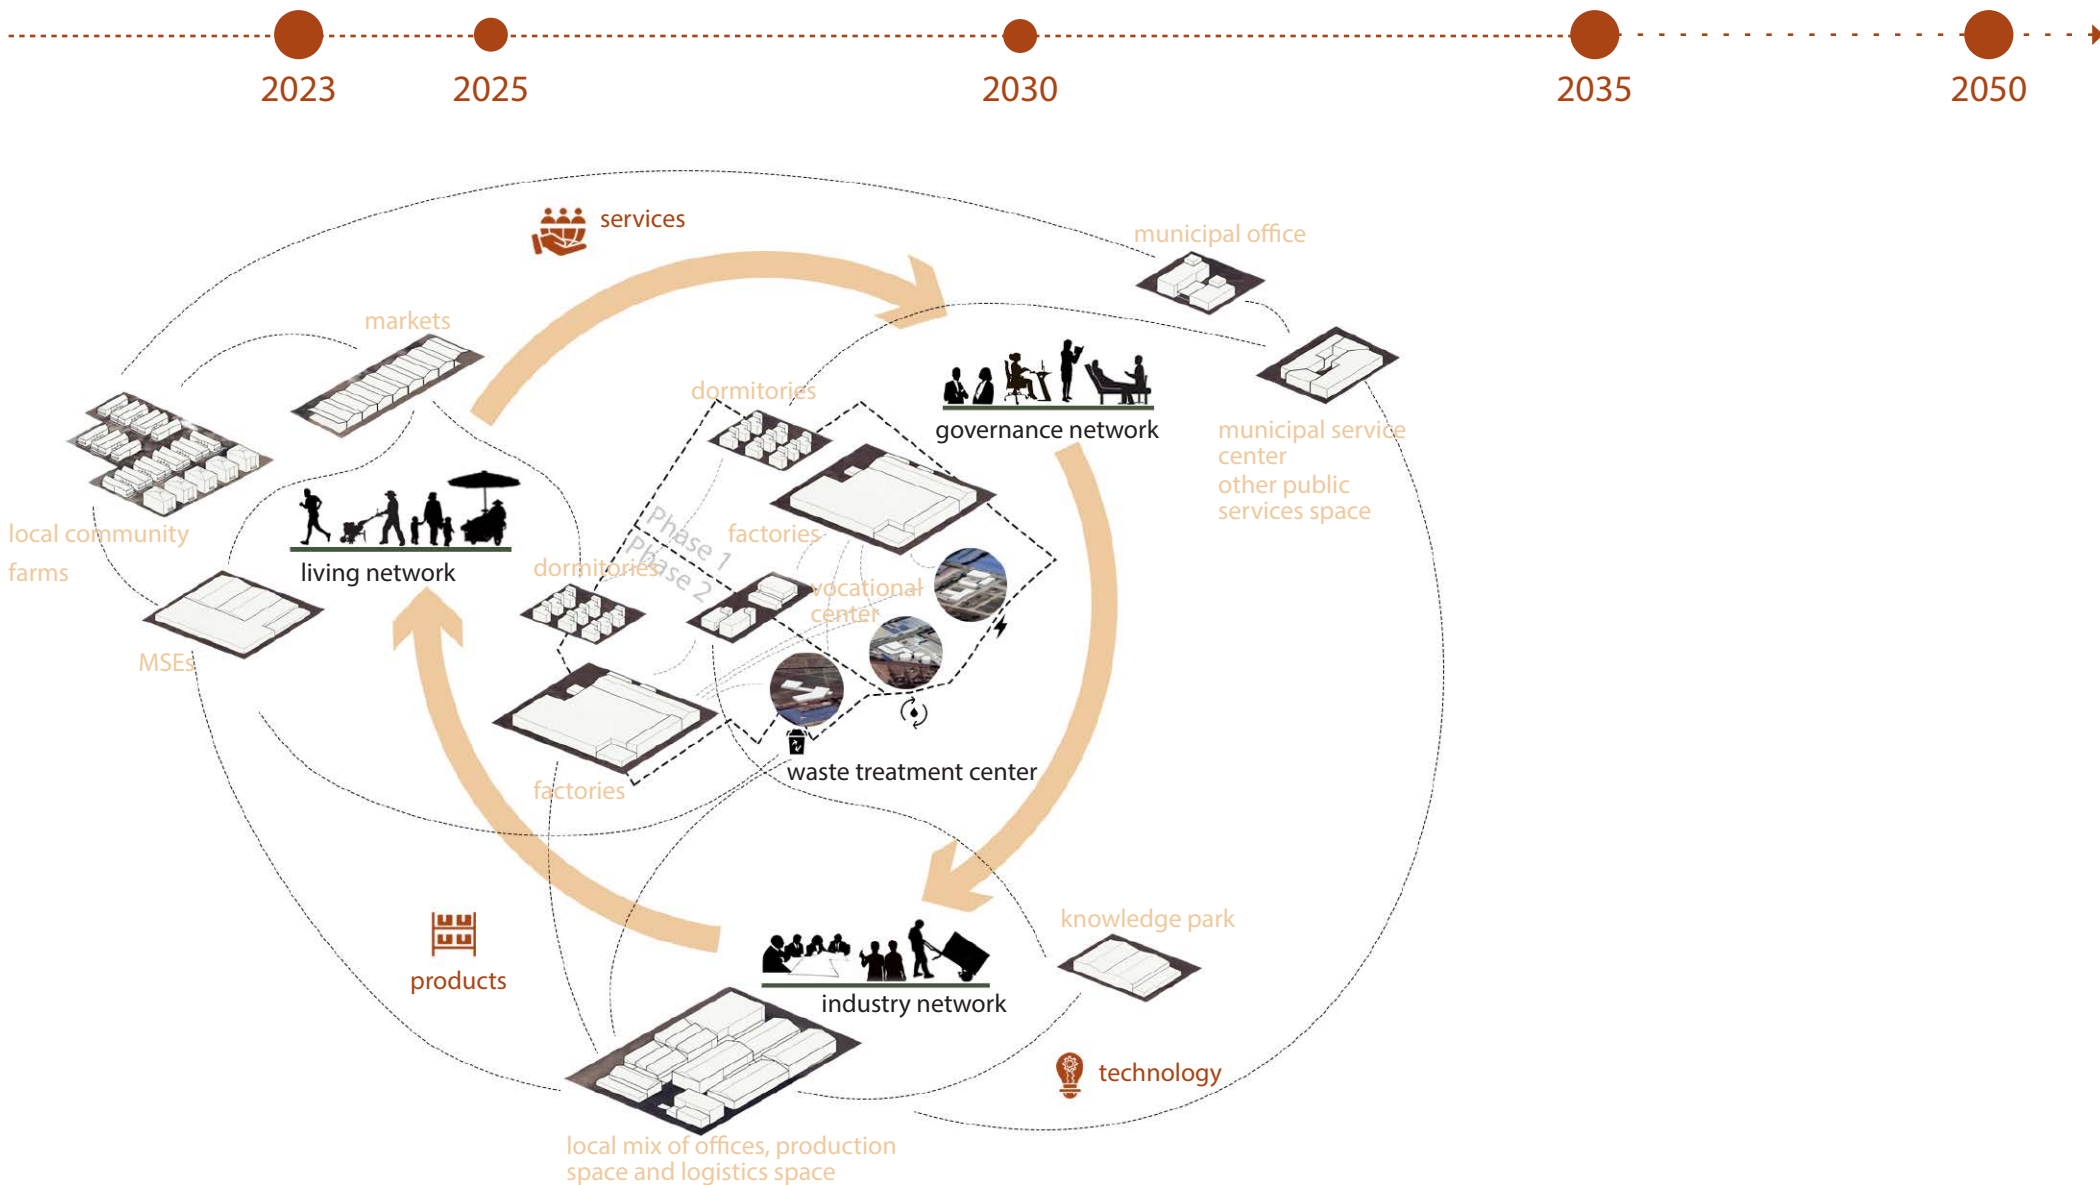 2023
2025
2030
2035
2050
services
municipal office
markets
dormitories
governance network
municipal service
center
other public
services space
Phase 1
Phase 2
factories
local community
farms
living network
dormitories
vocational
center
MSEs
waste treatment center
factories
knowledge park
products
industry network
technology
local mix of offices, production
space and logistics space